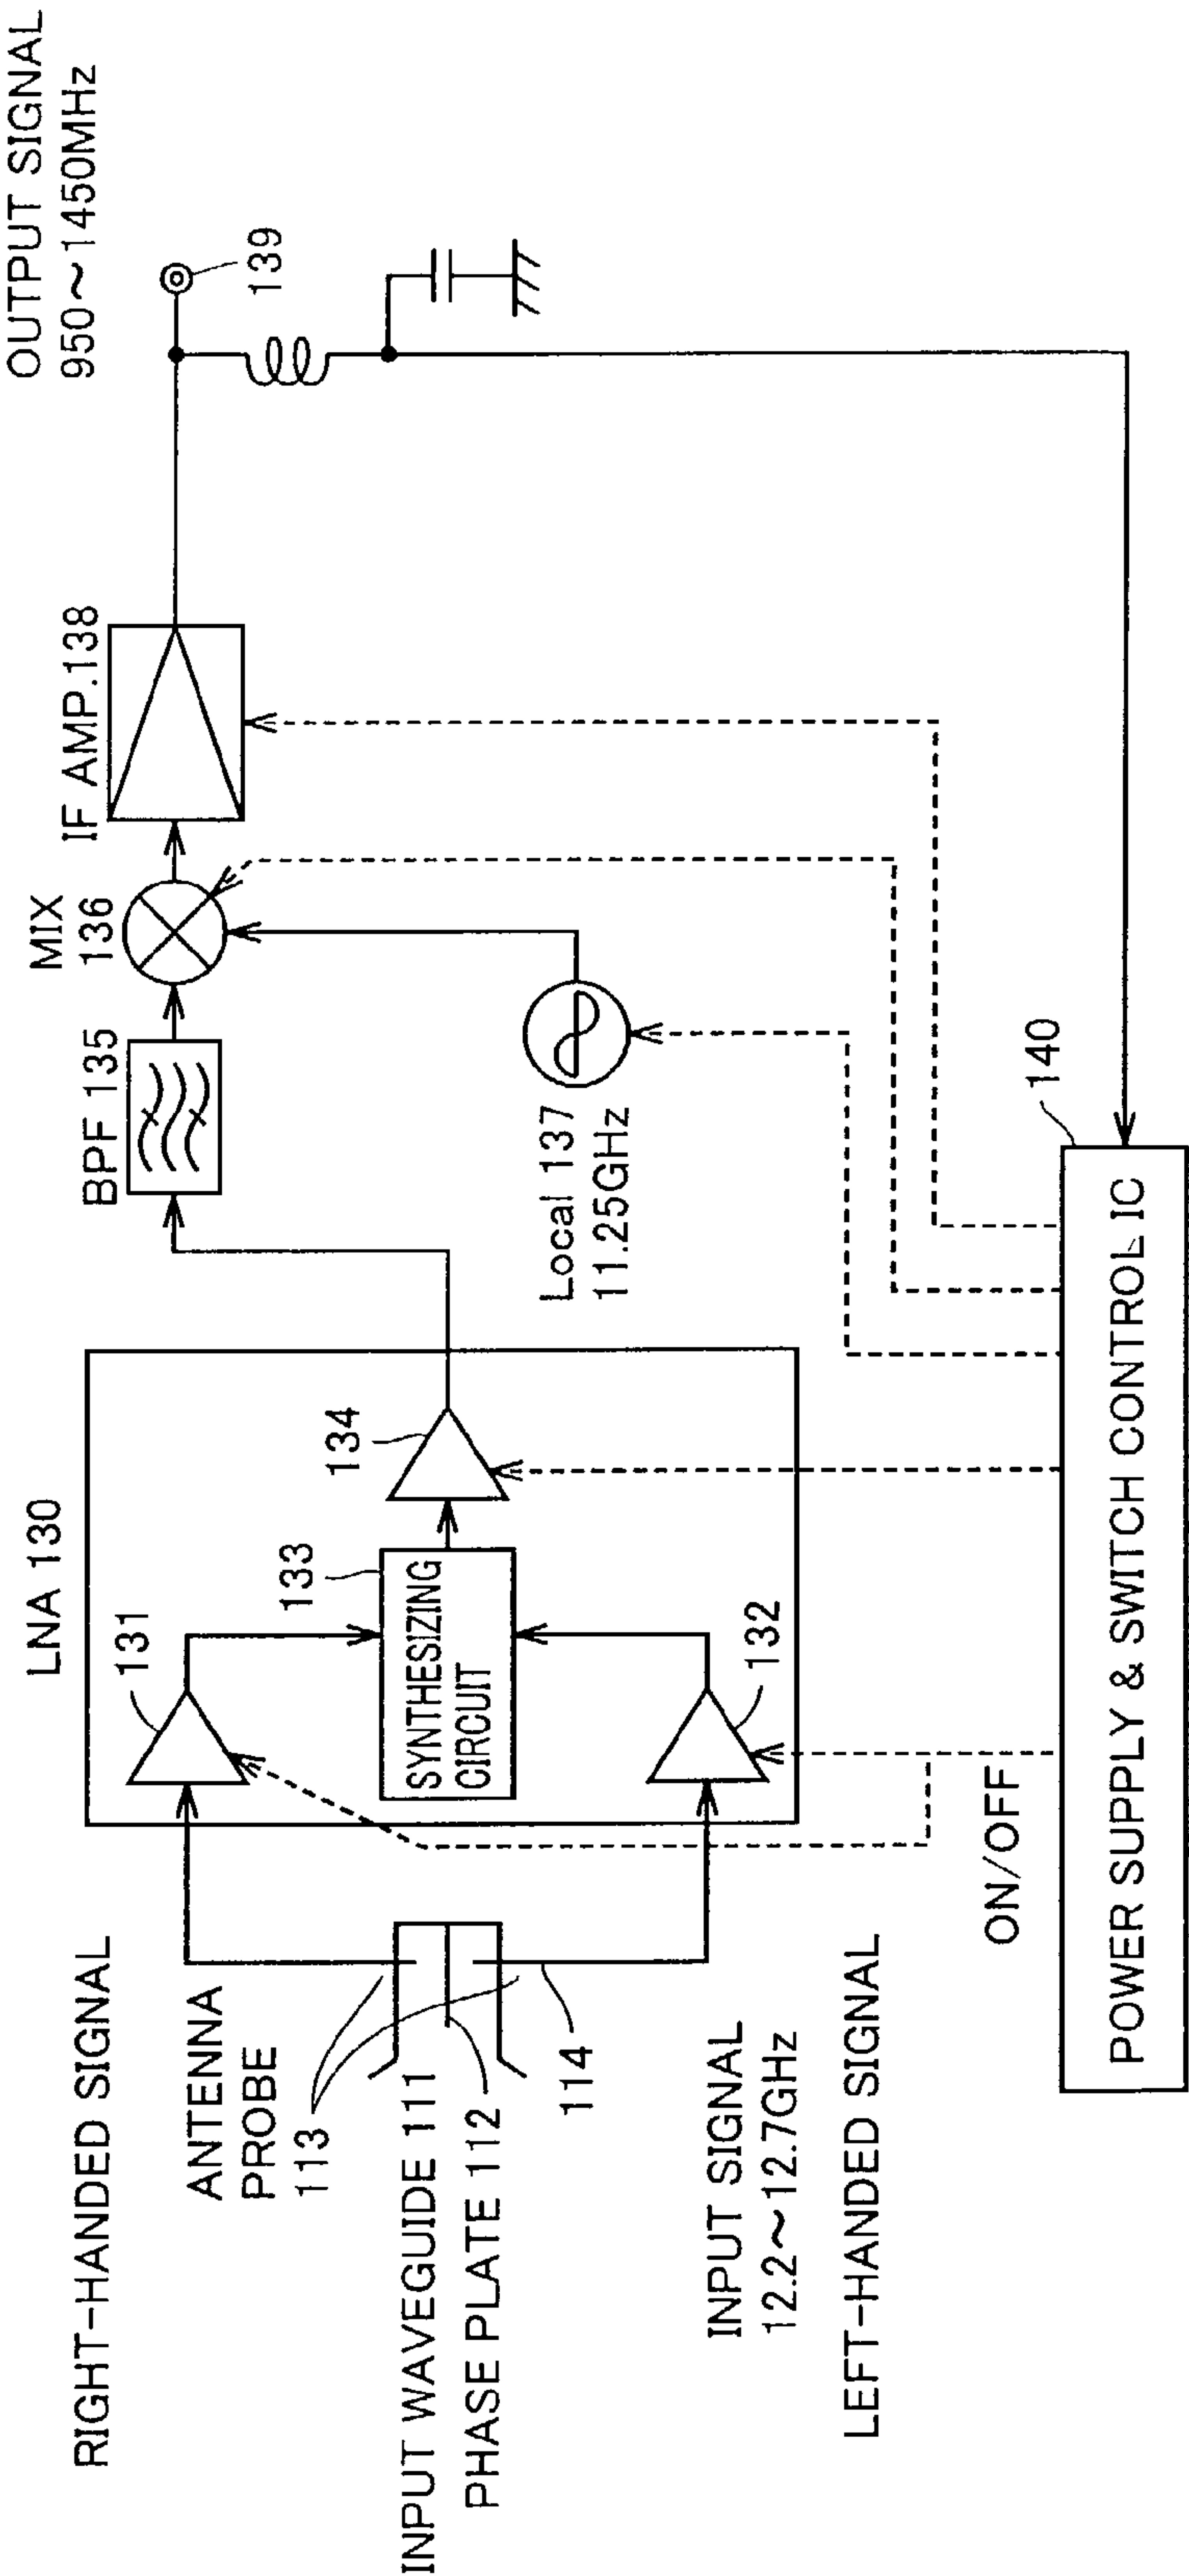 RIGHT-HANDED SIGNAL
ANTENNA
PROBE
113
INPUT WAVEGUIDE 111
PHASE PLATE 112
114
INPUT SIGNAL
12.2~12.7GHz
LEFT-HANDED SIGNAL
LNA 130
131
133
SYNTHESIZING
CIRCUIT
134
132
ON/OFF
BPF 135
MIX
136
Local 137
11.25GHz
IF AMP.138
OUTPUT SIGNAL
950~1450MHz
139
140
POWER SUPPLY & SWITCH CONTROL IC